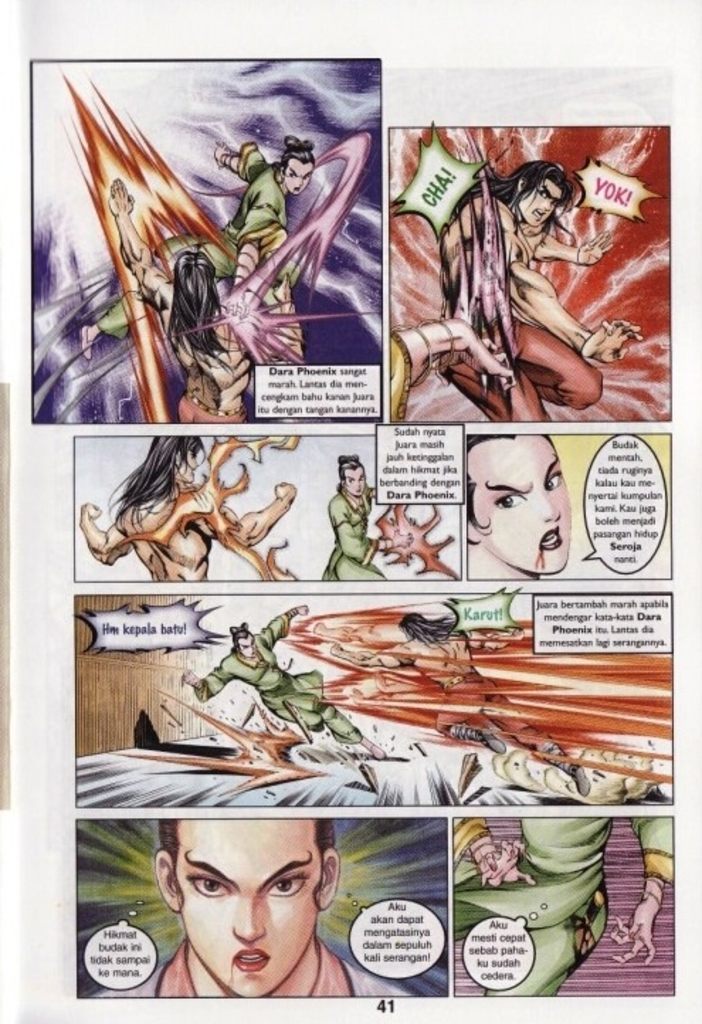 Dara Phoenix sangat
marah. Lantas dia men-
cengkam bahu kanan Juara
itu dengan tangan kanannya.
CHA!
YOK!
Sudah nyata
Juara masih
jauh ketinggalan
dalam hikmat jika
berbanding dengan
Dara Phoenix.
Budak
mentah,
tiada ruginya
kalau kau me-
nyertai kumpulan
kami. Kau juga
boleh menjadi
pasangan hidup
Seroja
nanti.
Hm kepala batu!
Karut!
Juara bertambah marah apabila
mendengar kata-kata Dara
Phoenix itu. Lantas dia
memesatkan lagi serangannya.
Hikmat
budak ini
tidak sampai
ke mana.
Aku
akan dapat
mengatasinya
dalam sepuluh
kali serangan!
Aku
mesti cepat
sebab paha-
ku sudah
cedera.
41